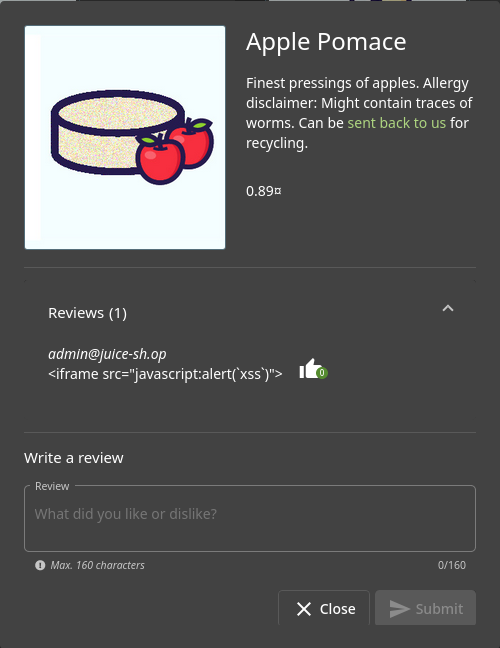 Apple Pomace
Finest pressings of apples. Allergy
disclaimer: Might contain traces of
worms. Can be sent back to us for
recycling.
0.89¤
Reviews (1)
admin@juice-sh.op
<iframe src="javascript:alert(`xss`)">
0
Write a review
Review
What did you like or dislike?
Max. 160 characters
0/160
Close
Submit